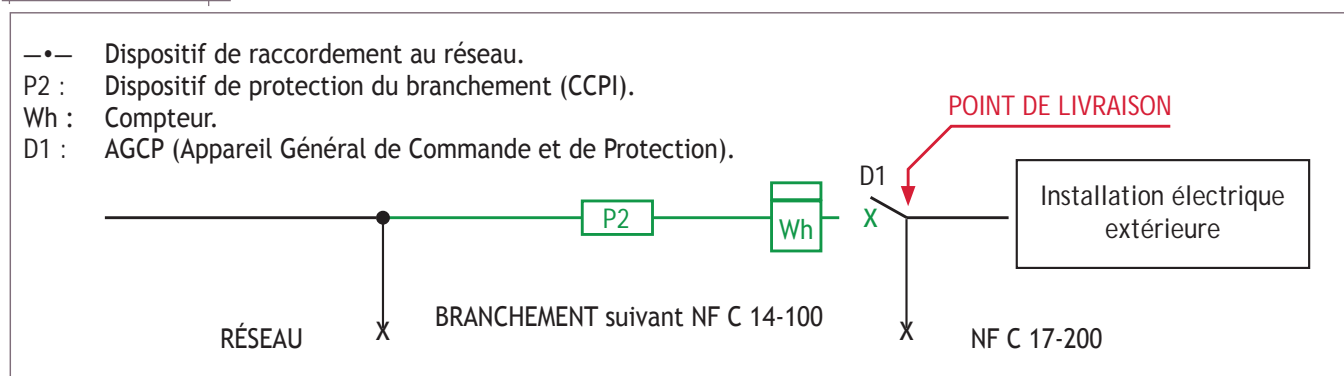 —•— Dispositif de raccordement au réseau.
P2 : Dispositif de protection du branchement (CCPI).
Wh : Compteur.
D1 : AGCP (Appareil Général de Commande et de Protection).
POINT DE LIVRAISON
D1
Installation électrique
extérieure
P2
Wh
X
BRANCHEMENT suivant NF C 14-100
RÉSEAU
X
X
NF C 17-200